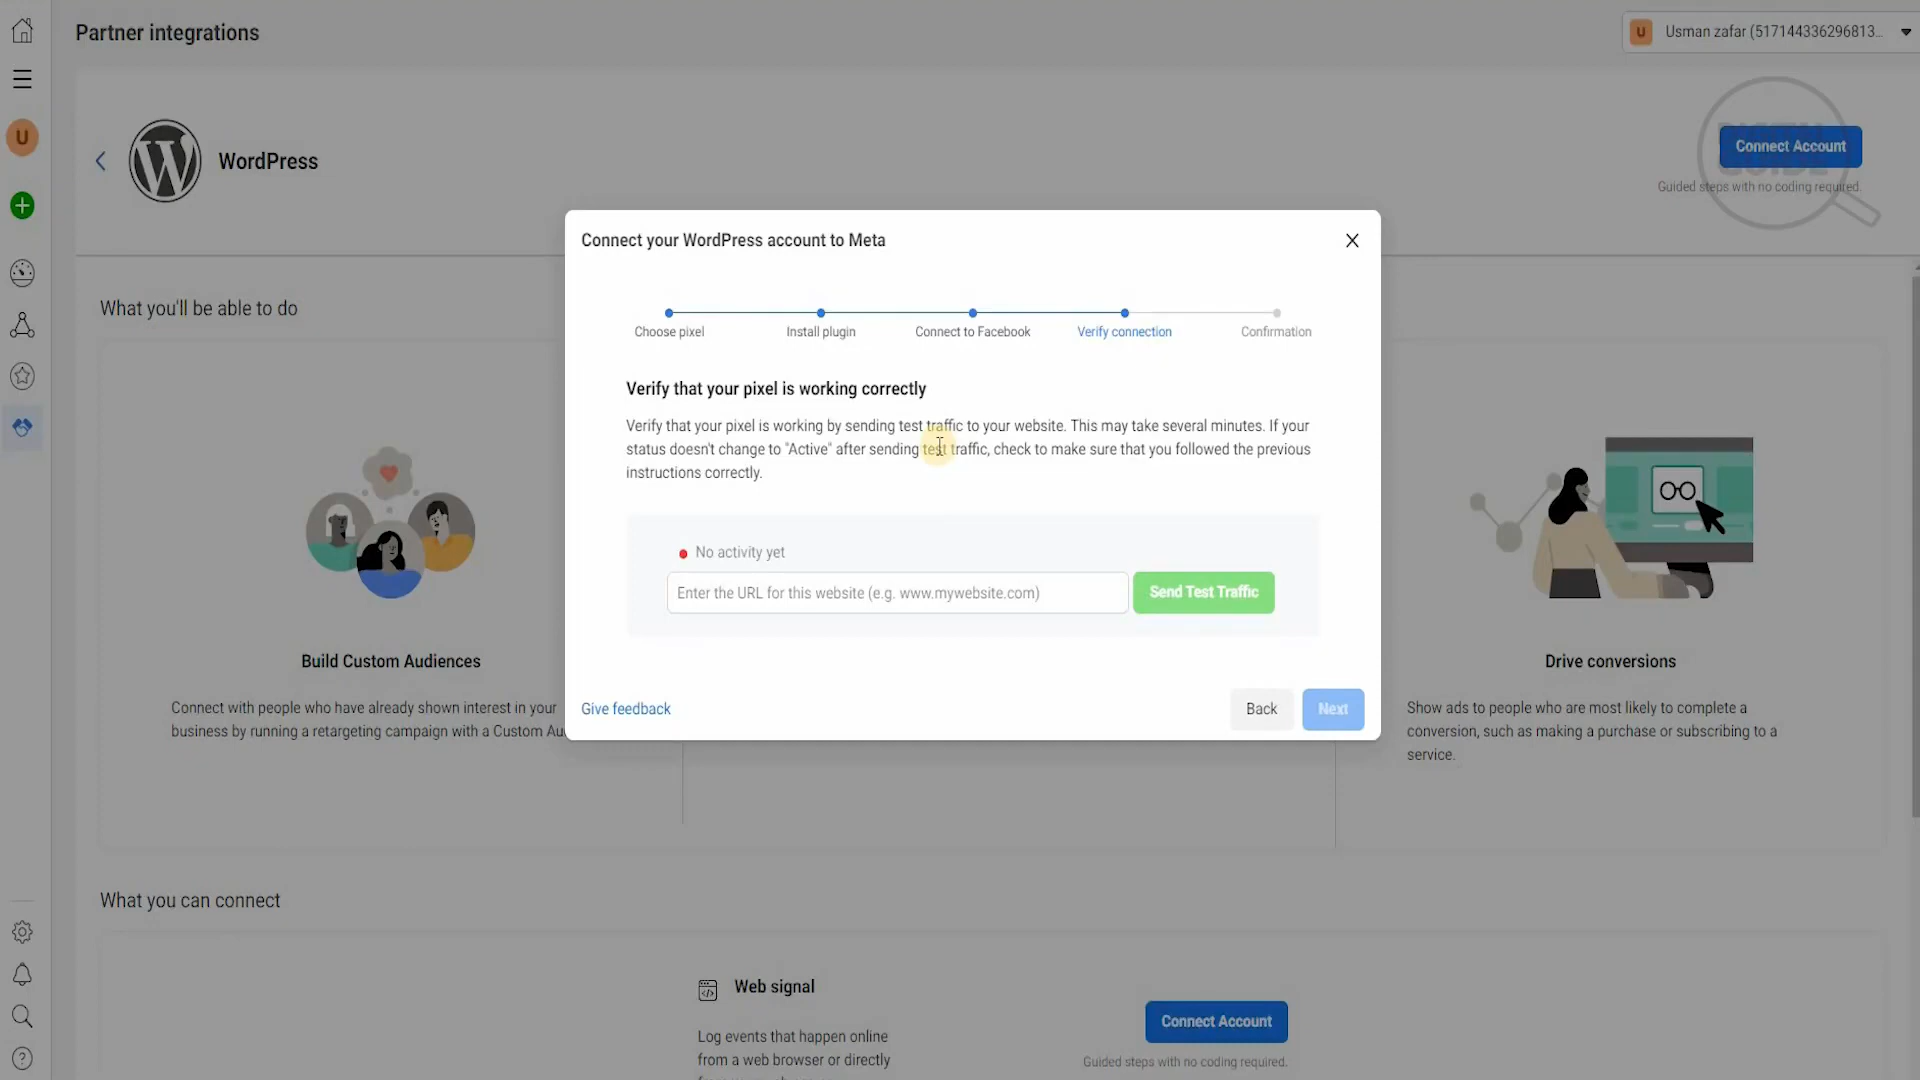 Partner integrations
U
Usman zafar (517144336296813...
U
WordPress
Connect Account
Guided steps with no coding required.
Connect your WordPress account to Meta
What you'll be able to do
Choose pixel
Install plugin
Connect to Facebook
Verify connection
Confirmation
Verify that your pixel is working correctly
Verify that your pixel is working by sending test traffic to your website. This may take several minutes. If your
status doesn't change to "Active" after sending test traffic, check to make sure that you followed the previous
instructions correctly.
No activity yet
Enter the URL for this website (e.g. www.mywebsite.com)
Send Test Traffic
Build Custom Audiences
Drive conversions
Connect with people who have already shown interest in your
business by running a retargeting campaign with a Custom Au
Show ads to people who are most likely to complete a
conversion, such as making a purchase or subscribing to a
service.
Give feedback
Back
Next
What you can connect
Web signal
Log events that happen online
from a web browser or directly
Connect Account
Guided steps with no coding required.